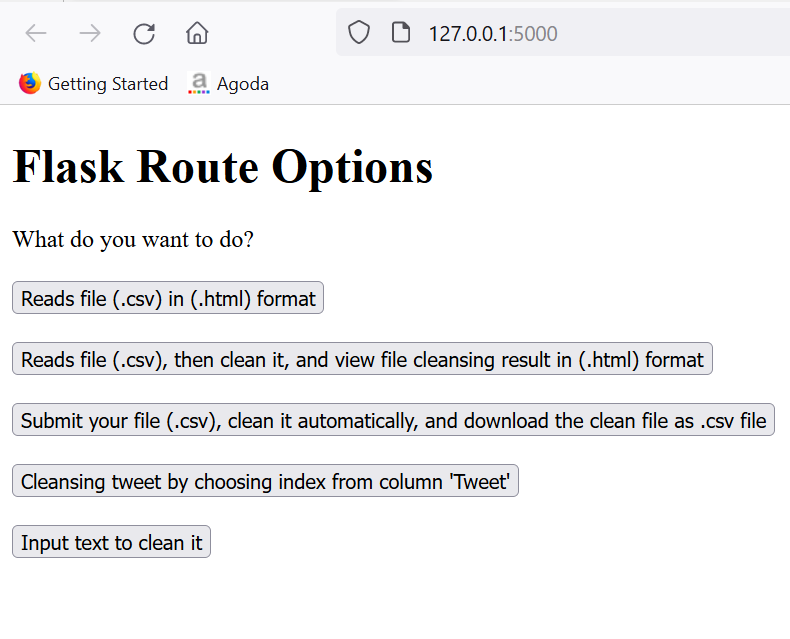 127.0.0.1:5000
Getting Started
a Agoda
Flask Route Options
What do you want to do?
Reads file (.csv) in (.html) format
Reads file (.csv), then clean it, and view file cleansing result in (.html) format
Submit your file (.csv), clean it automatically, and download the clean file as .csv file
Cleansing tweet by choosing index from column 'Tweet'
Input text to clean it